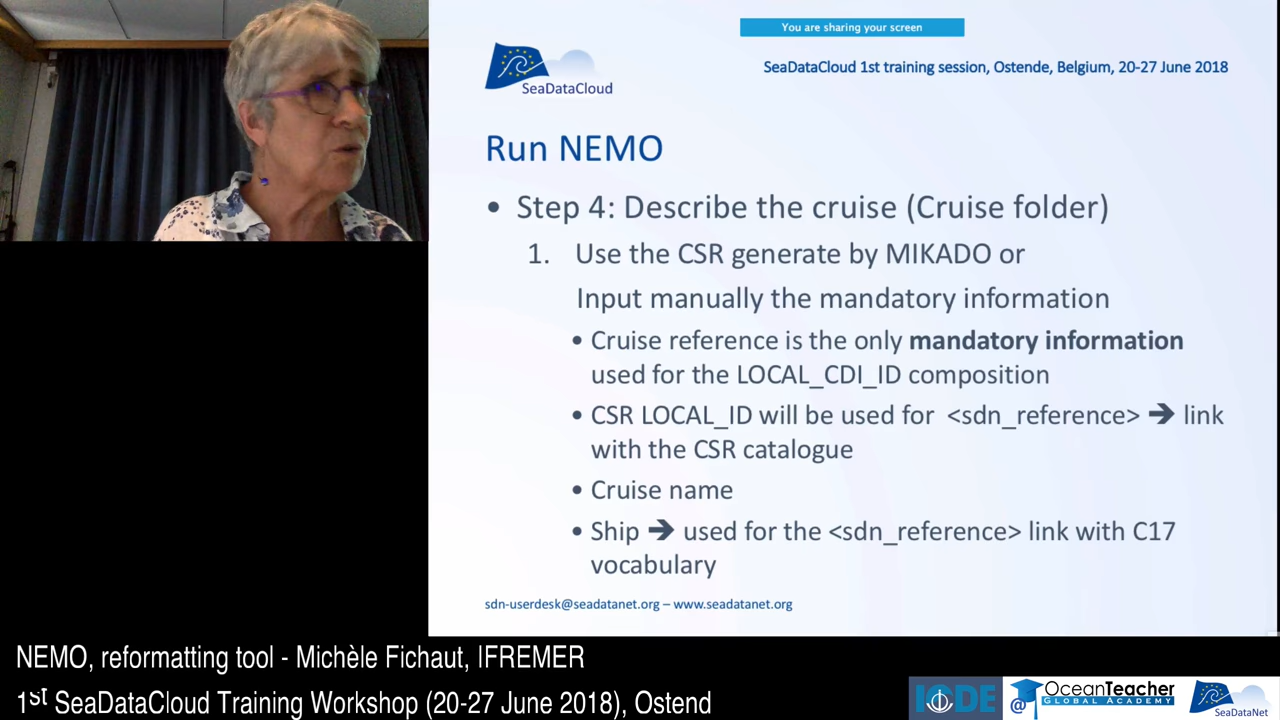 You are sharing your screen
SeaDataCloud
SeaDataCloud 1st training session, Ostende, Belgium, 20-27 June 2018
Run NEMO
• Step 4: Describe the cruise (Cruise folder)
1. Use the CSR generate by MIKADO or
Input manually the mandatory information
• Cruise reference is the only mandatory information
used for the LOCAL_CDI_ID composition
• CSR LOCAL_ID will be used for <sdn_reference> ➔ link
with the CSR catalogue
• Cruise name
• Ship ➔ used for the <sdn_reference> link with C17
vocabulary
sdn-userdesk@seadatanet.org – www.seadatanet.org
NEMO, reformatting tool - Michèle Fichaut, IFREMER
1st SeaDataCloud Training Workshop (20-27 June 2018), Ostend
IODE
@ OceanTeacher
GLOBAL ACADEMY
SeaDataNet